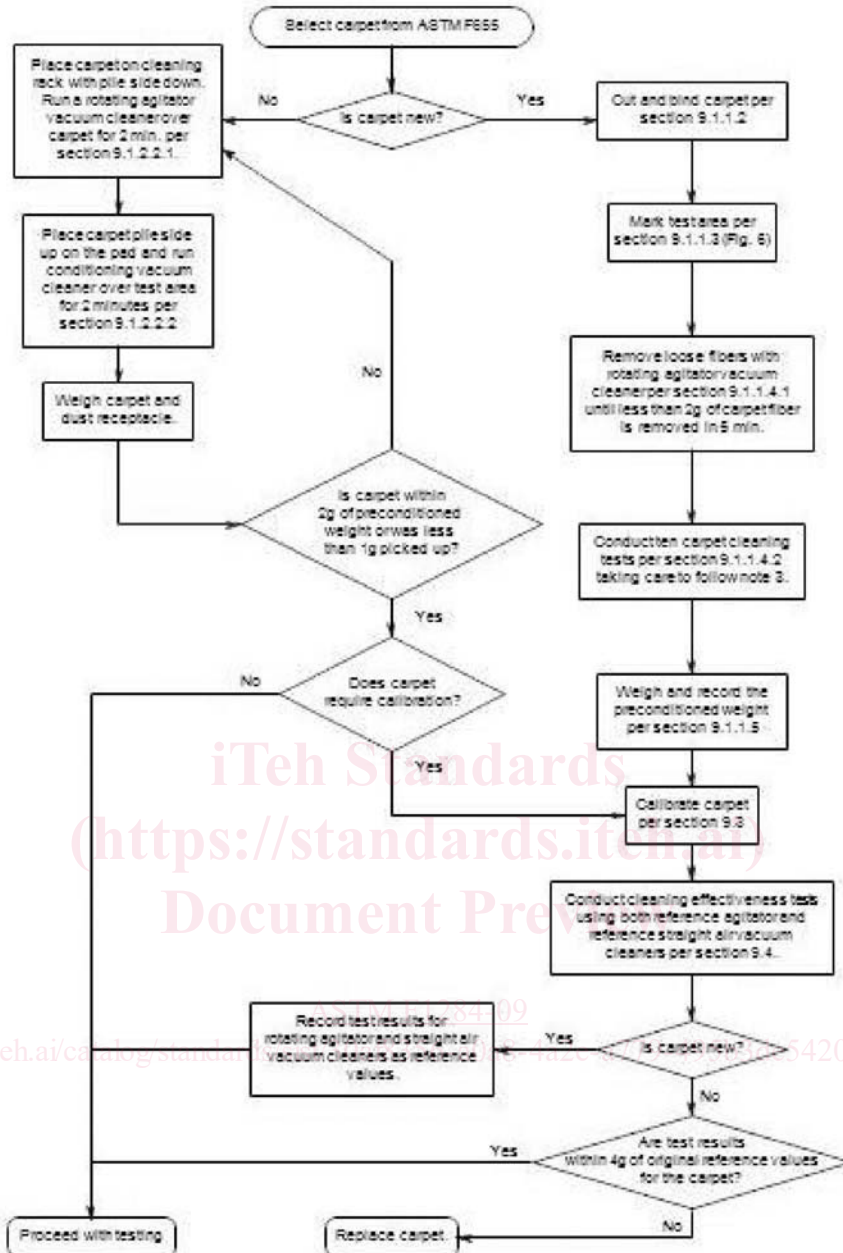 Select carpet from ASTM F655
Place carpet on cleaning
rack with pile side down.
Run a rotating agitator
vacuum cleaner over
carpet for 2 min. per
section 9.1.2.2.1.
No
Is carpet new?
Yes
Cut and bind carpet per
section 9.1.1.2
Mark test area per
section 9.1.1.3 (Fig. 6)
Place carpet pile side
up on the pad and run
conditioning vacuum
cleaner over test area
for 2 minutes per
section 9.1.2.2.2
Remove loose fibers with
rotating agitator vacuum
cleaner per section 9.1.1.4.1
until less than 2g of carpet fiber
is removed in 5 min.
No
Weigh carpet and
dust receptacle.
Is carpet within
2g of preconditioned
weight or was less
than 1g picked up?
Conduct ten carpet cleaning
tests per section 9.1.1.4.2
taking care to follow note 3.
Yes
No
Does carpet
require calibration?
Weigh and record the
preconditioned weight
per section 9.1.1.5
Yes
iTeh Standards
(https://standards.iteh.ai)
Document Preview
Calibrate carpet
per section 9.3
Conduct cleaning effectiveness tests
using both reference agitator and
reference straight air vacuum
cleaners per section 9.4.
ASTM F1284-09
eh.ai/catalog/standards
Record test results for
rotating agitator and straight air
vacuum cleaners as reference
values.
Yes
Is carpet new?
No
Yes
Are test results
within 4g of original reference values
for the carpet?
No
Proceed with testing
Replace carpet.